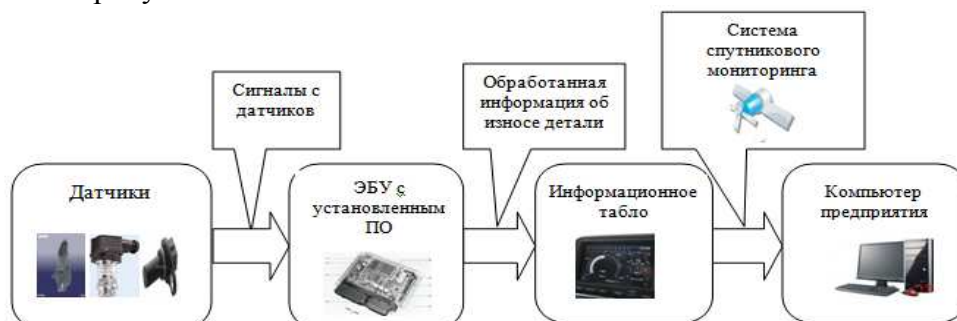 Система
спутникового
мониторинга
Сигналы с
датчиков
Обработанная
информация об
износе детали
Датчики
ЭБУ с
установленным
ПО
Информационное
табло
Компьютер
предприятия